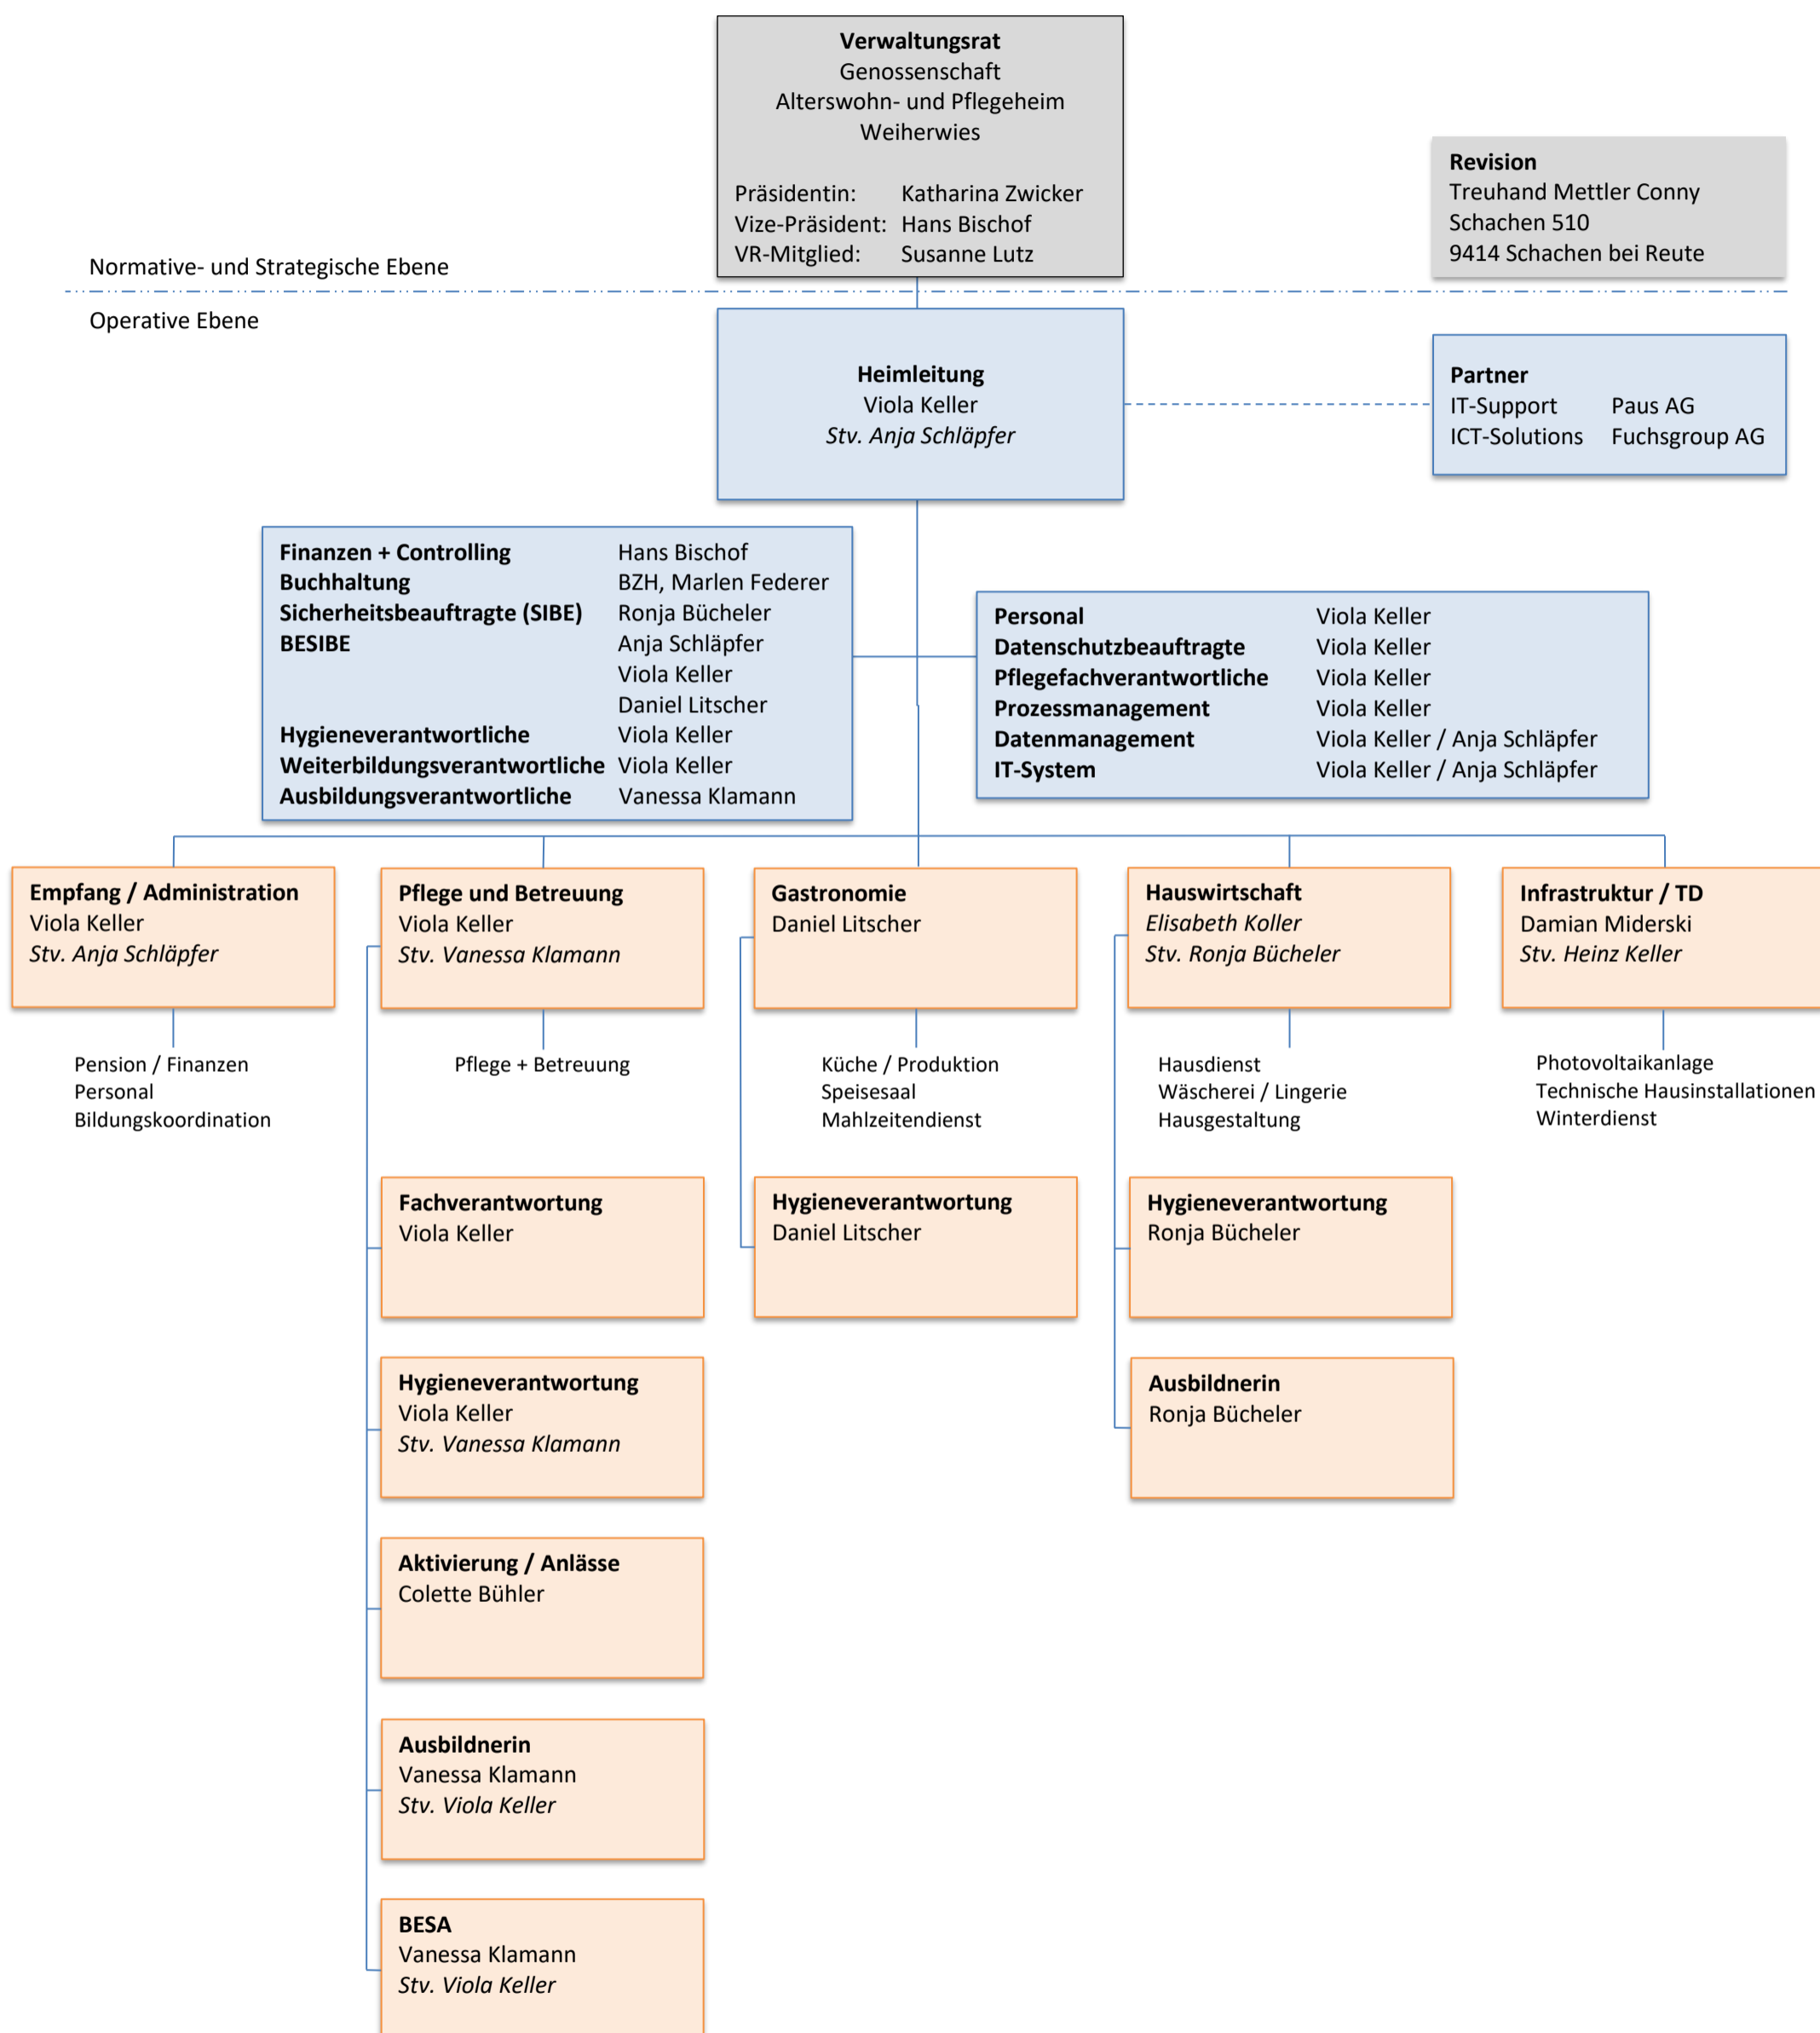 Verwaltungsrat
Genossenschaft
Alterswohn- und Pflegeheim
Weiherwies
Präsidentin: Katharina Zwicker
Vize-Präsident: Hans Bischof
VR-Mitglied: Susanne Lutz
Revision
Treuhand Mettler Conny
Schachen 510
9414 Schachen bei Reute
Normative- und Strategische Ebene
Operative Ebene
Heimleitung
Viola Keller
Stv. Anja Schläpfer
Partner
IT-Support Paus AG
ICT-Solutions Fuchsgroup AG
Finanzen + Controlling Hans Bischof
Buchhaltung BZH, Marlen Federer
Sicherheitsbeauftragte (SIBE) Ronja Bücheler
BESIBE Anja Schläpfer
Viola Keller
Daniel Litscher
Hygieneverantwortliche Viola Keller
Weiterbildungsverantwortliche Viola Keller
Ausbildungsverantwortliche Vanessa Klamann
Personal Viola Keller
Datenschutzbeauftragte Viola Keller
Pflegefachverantwortliche Viola Keller
Prozessmanagement Viola Keller
Datenmanagement Viola Keller / Anja Schläpfer
IT-System Viola Keller / Anja Schläpfer
Empfang / Administration
Viola Keller
Stv. Anja Schläpfer
Pension / Finanzen
Personal
Bildungskoordination
Pflege und Betreuung
Viola Keller
Stv. Vanessa Klamann
Pflege + Betreuung
Fachverantwortung
Viola Keller
Hygieneverantwortung
Viola Keller
Stv. Vanessa Klamann
Aktivierung / Anlässe
Colette Bühler
Ausbildnerin
Vanessa Klamann
Stv. Viola Keller
BESA
Vanessa Klamann
Stv. Viola Keller
Gastronomie
Daniel Litscher
Küche / Produktion
Speisesaal
Mahlzeitendienst
Hygieneverantwortung
Daniel Litscher
Hauswirtschaft
Elisabeth Koller
Stv. Ronja Bücheler
Hausdienst
Wäscherei / Lingerie
Hausgestaltung
Hygieneverantwortung
Ronja Bücheler
Ausbildnerin
Ronja Bücheler
Infrastruktur / TD
Damian Miderski
Stv. Heinz Keller
Photovoltaikanlage
Technische Hausinstallationen
Winterdienst